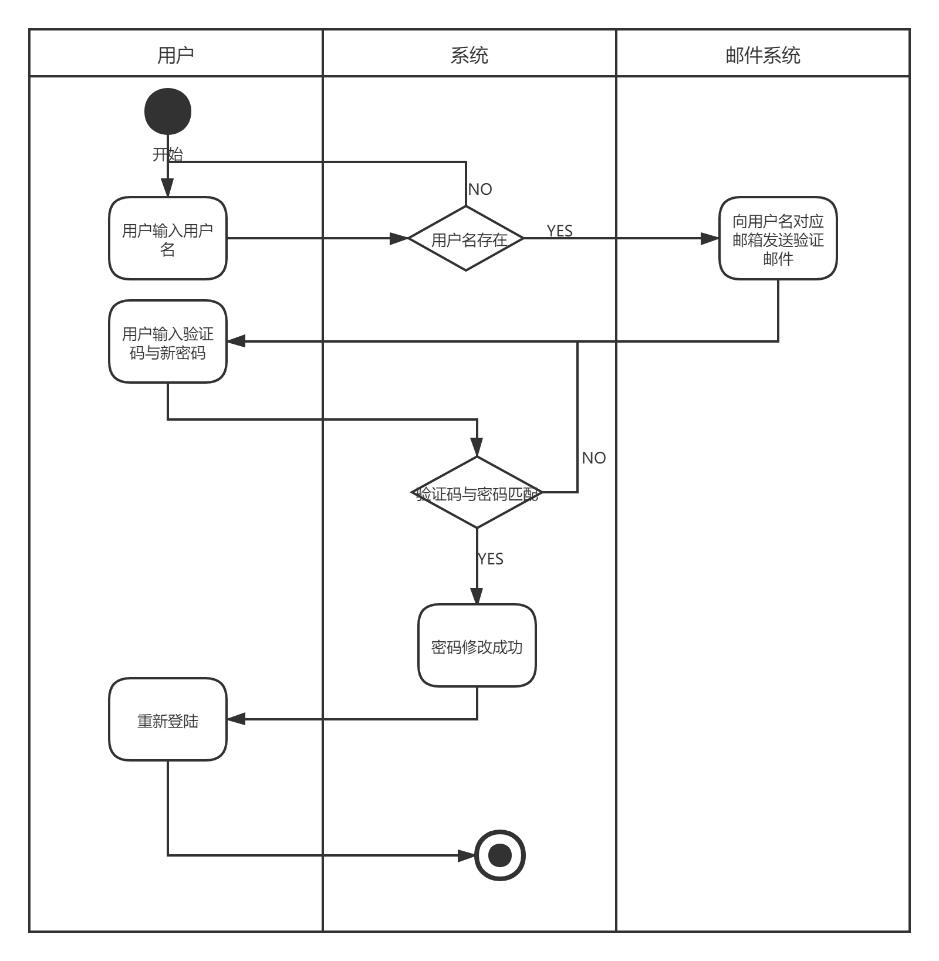 用户
系统
邮件系统
开始
NO
用户输入用户
名
用户名存在
YES
向用户名对应
邮箱发送验证
邮件
用户输入验证
码与新密码
NO
验证码与密码匹配
YES
密码修改成功
重新登陆